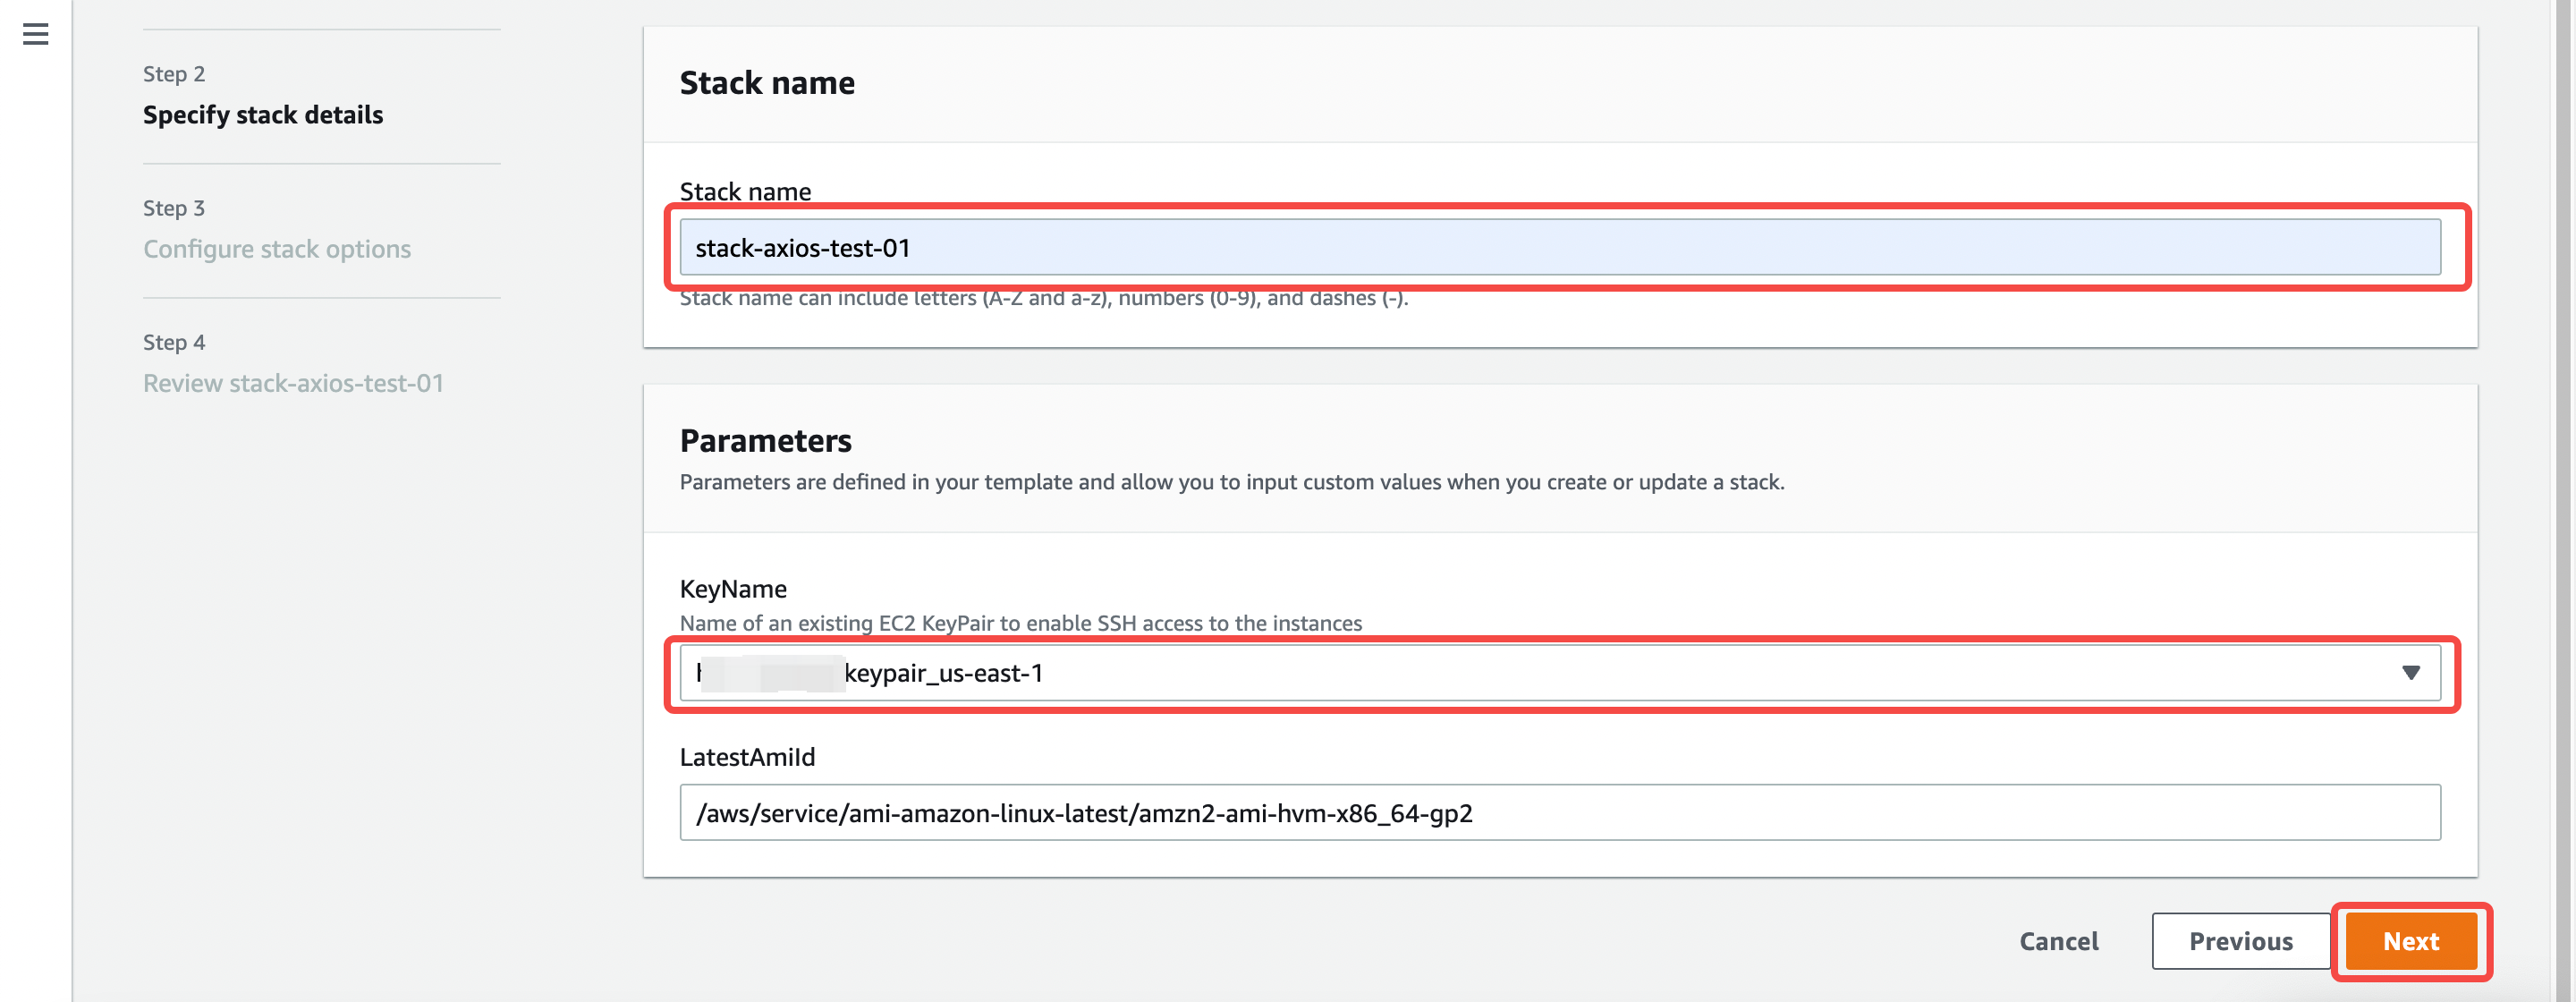 Step 2
Specify stack details
Step 3
Configure stack options
Step 4
Review stack-axios-test-01
Stack name
Stack name
stack-axios-test-01
Stack name can include letters (A-Z and a-z), numbers (0-9), and dashes (-).
Parameters
Parameters are defined in your template and allow you to input custom values when you create or update a stack.
KeyName
Name of an existing EC2 KeyPair to enable SSH access to the instances
keypair_us-east-1
LatestAmiId
/aws/service/ami-amazon-linux-latest/amzn2-ami-hvm-x86_64-gp2
Cancel
Previous
Next